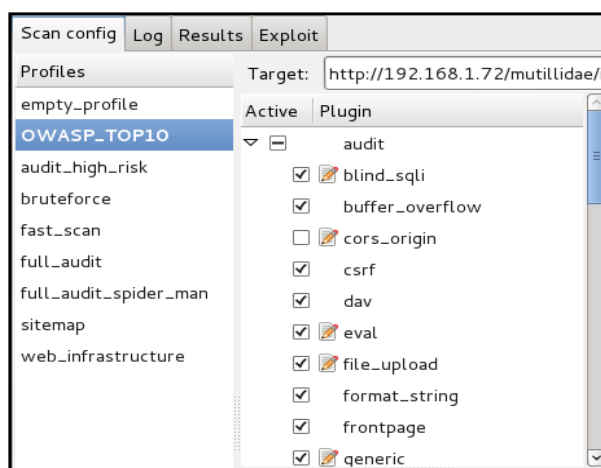 Scan config Log Results Exploit
Profiles
empty_profile
OWASP_TOP10
audit_high_risk
bruteforce
fast_scan
full_audit
full_audit_spider_man
sitemap
web_infrastructure
Target: http://192.168.1.72/mutillidae/
Active Plugin
audit
blind_sqli
buffer_overflow
cors_origin
csrf
dav
eval
file_upload
format_string
frontpage
generic